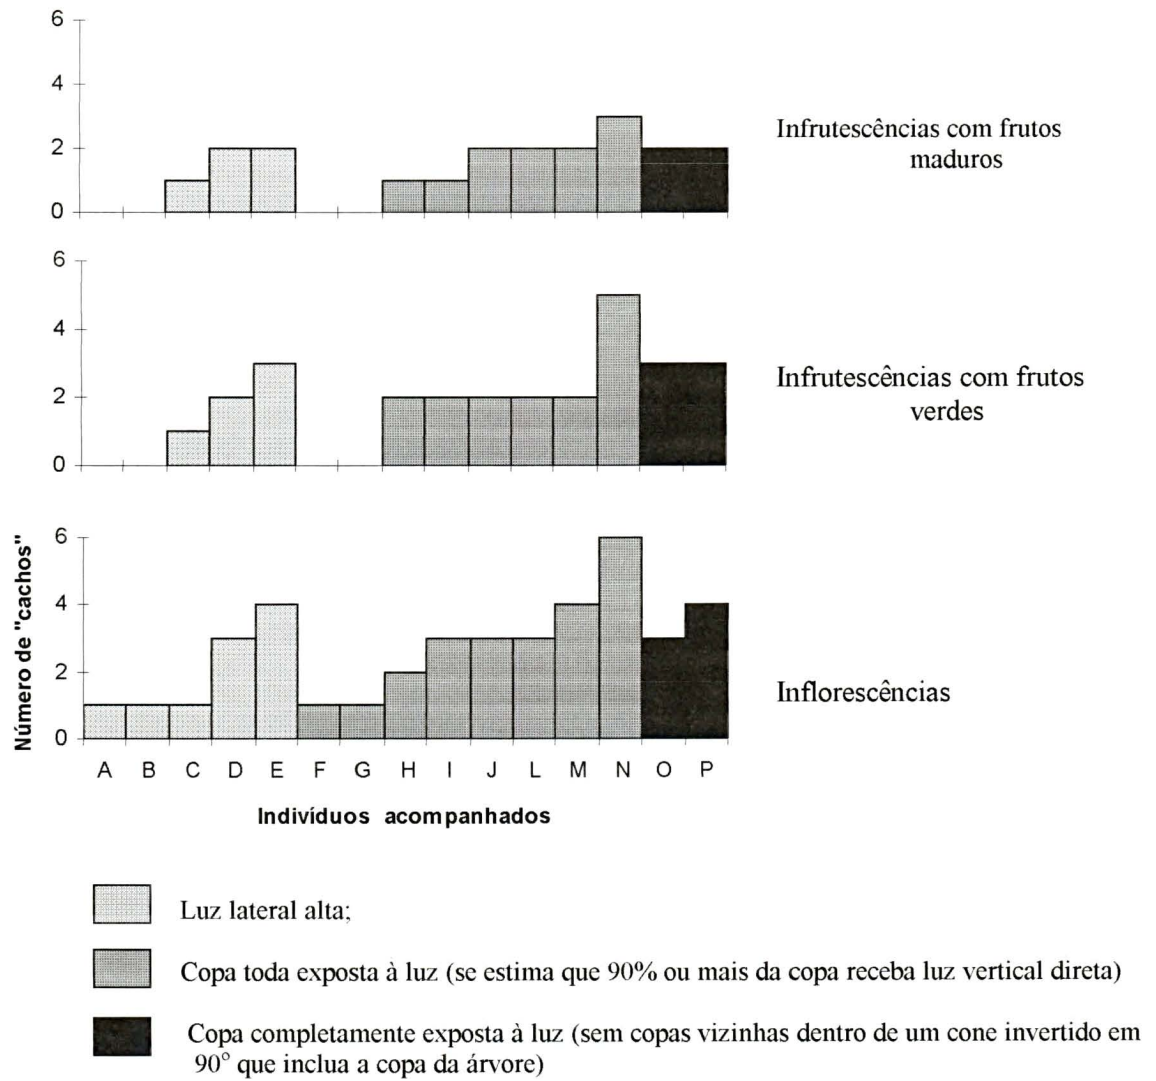 6
4
2
0
Infrutescências com frutos
maduros
6
4
2
0
Infrutescências com frutos
verdes
Número de "cachos"
6
4
2
0
Inflorescências
A B C D E F G H I J L M N O P
Indivíduos acompanhados
Luz lateral alta;
Copa toda exposta à luz (se estima que 90% ou mais da copa receba luz vertical direta)
Copa completamente exposta à luz (sem copas vizinhas dentro de um cone invertido em
90° que inclua a copa da árvore)